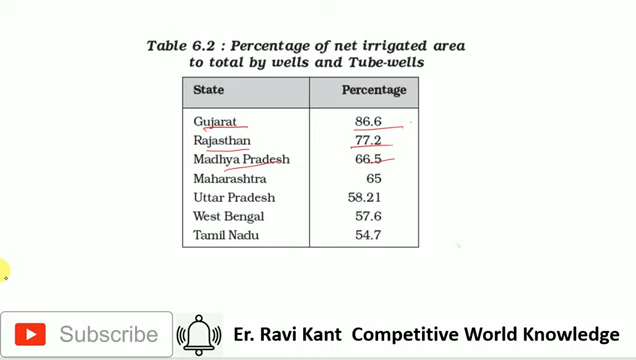 Table 6.2 : Percentage of net irrigated area
to total by wells and Tube-wells
State Percentage
Gujarat 86.6
Rajasthan 77.2
Madhya Pradesh 66.5
Maharashtra 65
Uttar Pradesh 58.21
West Bengal 57.6
Tamil Nadu 54.7
Subscribe Er. Ravi Kant Competitive World Knowledge